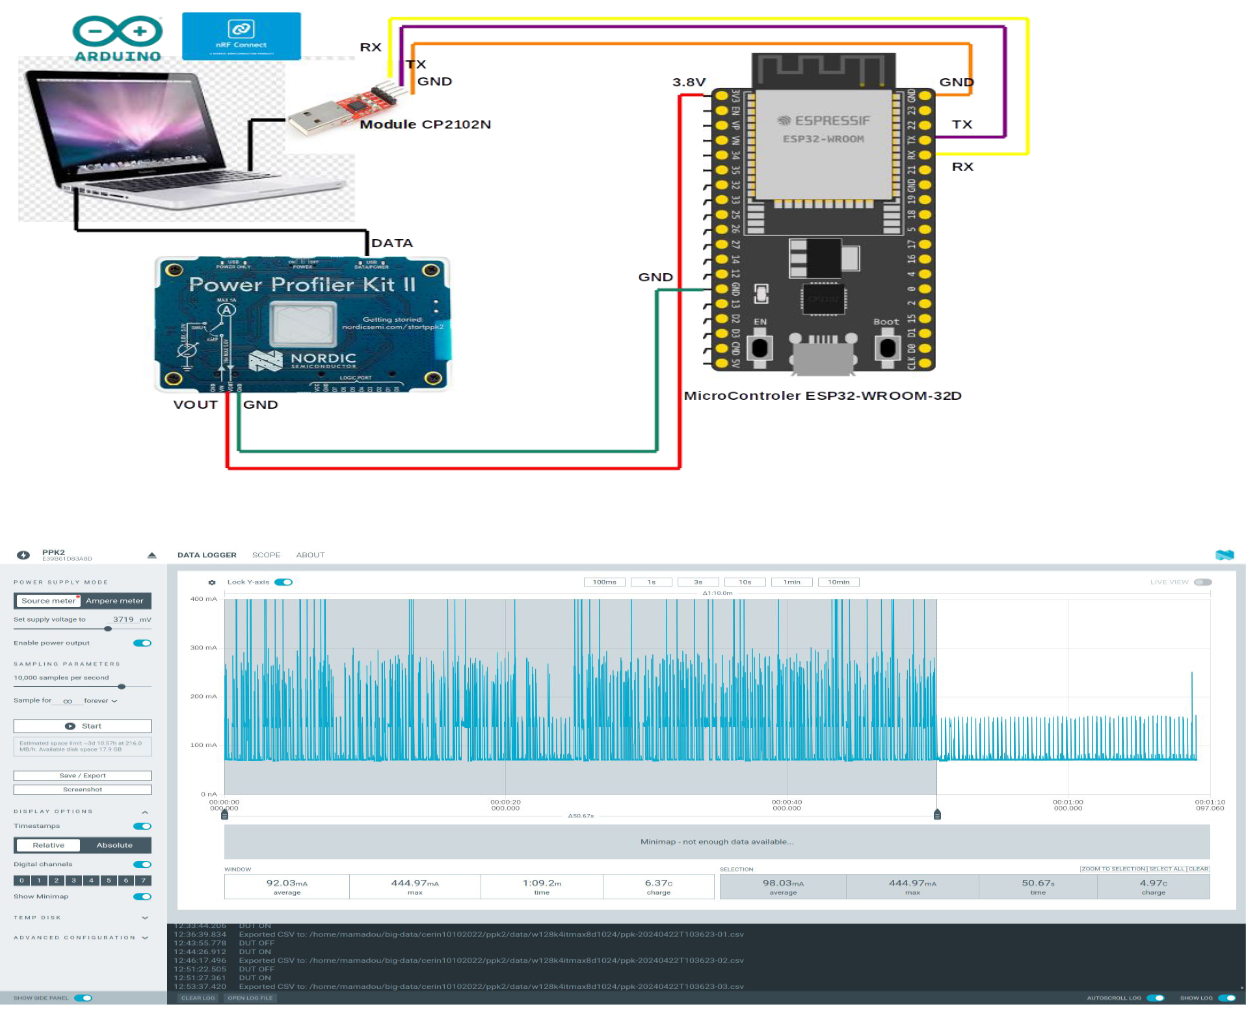 ARDUINO
nRF Connect
RX
TX
GND
Module CP2102N
3.8V
GND
TX
RX
ESPRESSIF
ESP32-WROOM
3V3
EN
VP
VN
34
35
32
33
25
26
27
14
12
GND
13
D2
D3
CMD
5V
GND
23
22
TX
RX
21
GND
19
18
5
17
16
4
0
2
15
D1
D0
CLK
EN
Boot
DATA
GND
Power Profiler Kit II
Getting started:
nordicsemi.com/startppk2
NORDIC
SEMICONDUCTOR
LOGIC PORT
VOUT
GND
MicroControler ESP32-WROOM-32D
PPK2
DATA LOGGER
SCOPE
ABOUT
POWER SUPPLY MODE
Source meter
Ampere meter
Set supply voltage to 3719 mV
Enable power output
SAMPLING PARAMETERS
10,000 samples per second
Sample for ∞ forever
Start
Estimated space limit ~3d 10.57h at 216.0
MB/h. Available disk space 17.9 GB
Save / Export
Screenshot
DISPLAY OPTIONS
Timestamps
Relative
Absolute
Digital channels
0 1 2 3 4 5 6 7
Show Minimap
TEMP DISK
ADVANCED CONFIGURATION
SHOW SIDE PANEL
Lock Y-axis
100ms
1s
3s
10s
1min
10min
LIVE VIEW
Δ1:10.0m
400 mA
300 mA
200 mA
100 mA
0 nA
00:00:00
000.000
00:00:20
000.000
00:00:40
000.000
00:01:00
000.000
00:01:10
097.060
Δ50.67s
Minimap - not enough data available...
WINDOW
92.03mA
average
444.97mA
max
1:09.2m
time
6.37c
charge
SELECTION
ZOOM TO SELECTION
SELECT ALL
CLEAR
98.03mA
average
444.97mA
max
50.67s
time
4.97c
charge
12:33:44.206 DUT ON
12:36:39.834 Exported CSV to: /home/mamadou/big-data/cerin10102022/ppk2/data/w128k4itmax8d1024/ppk-20240422T103623-01.csv
12:43:55.778 DUT OFF
12:44:26.912 DUT ON
12:46:17.496 Exported CSV to: /home/mamadou/big-data/cerin10102022/ppk2/data/w128k4itmax8d1024/ppk-20240422T103623-02.csv
12:51:22.505 DUT OFF
12:51:27.361 DUT ON
12:53:37.420 Exported CSV to: /home/mamadou/big-data/cerin10102022/ppk2/data/w128k4itmax8d1024/ppk-20240422T103623-03.csv
CLEAR LOG
OPEN LOG FILE
AUTOSCROLL LOG
SHOW LOG